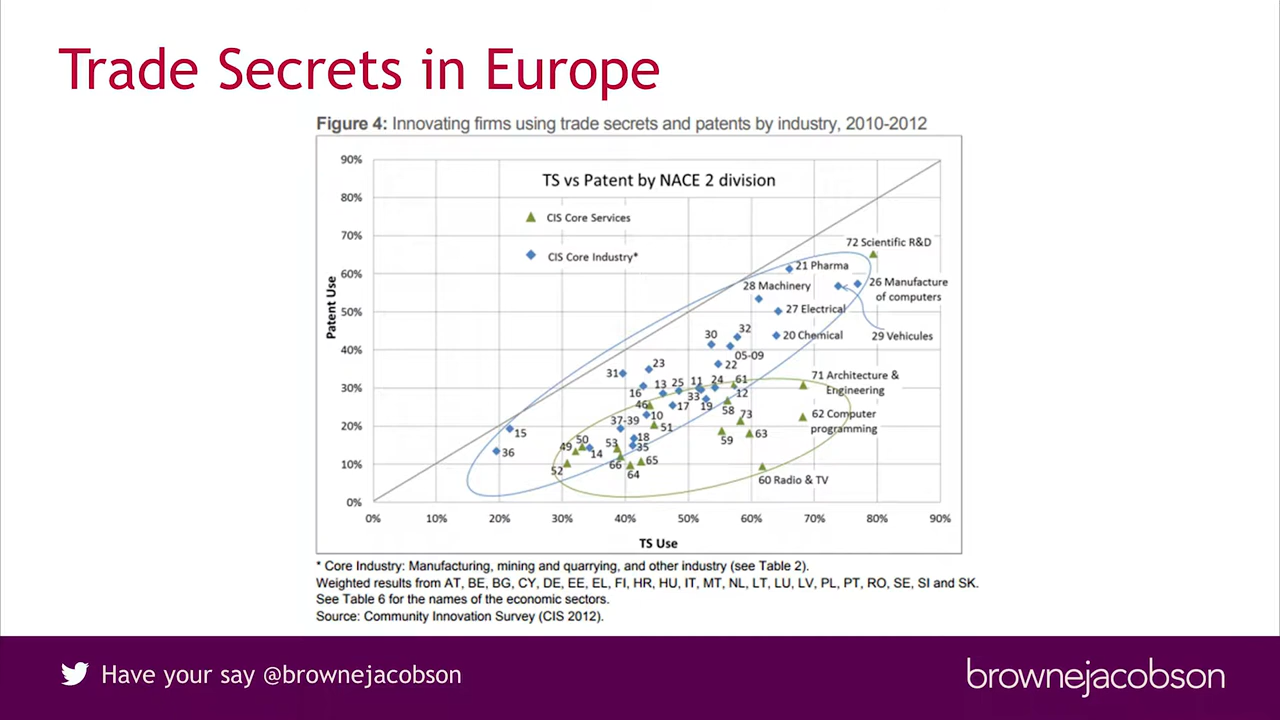 Trade Secrets in Europe
Figure 4: Innovating firms using trade secrets and patents by industry, 2010-2012
TS vs Patent by NACE 2 division
CIS Core Services
CIS Core Industry*
Patent Use
90%
80%
70%
60%
50%
40%
30%
20%
10%
0%
72 Scientific R&D
21 Pharma
28 Machinery
26 Manufacture
of computers
27 Electrical
32
30
20 Chemical
29 Vehicules
05-09
23
22
31
71 Architecture &
Engineering
13
25
11
24
61
16
33
12
46
17
19
58
62 Computer
programming
10
37-39
73
51
15
50
18
63
49
53
35
59
36
14
52
66
65
64
60 Radio & TV
0%
10%
20%
30%
40%
50%
60%
70%
80%
90%
TS Use
* Core Industry: Manufacturing, mining and quarrying, and other industry (see Table 2).
Weighted results from AT, BE, BG, CY, DE, EE, EL, FI, HR, HU, IT, MT, NL, LT, LU, LV, PL, PT, RO, SE, SI and SK.
See Table 6 for the names of the economic sectors.
Source: Community Innovation Survey (CIS 2012).
Have your say @brownejacobson
brownejacobson